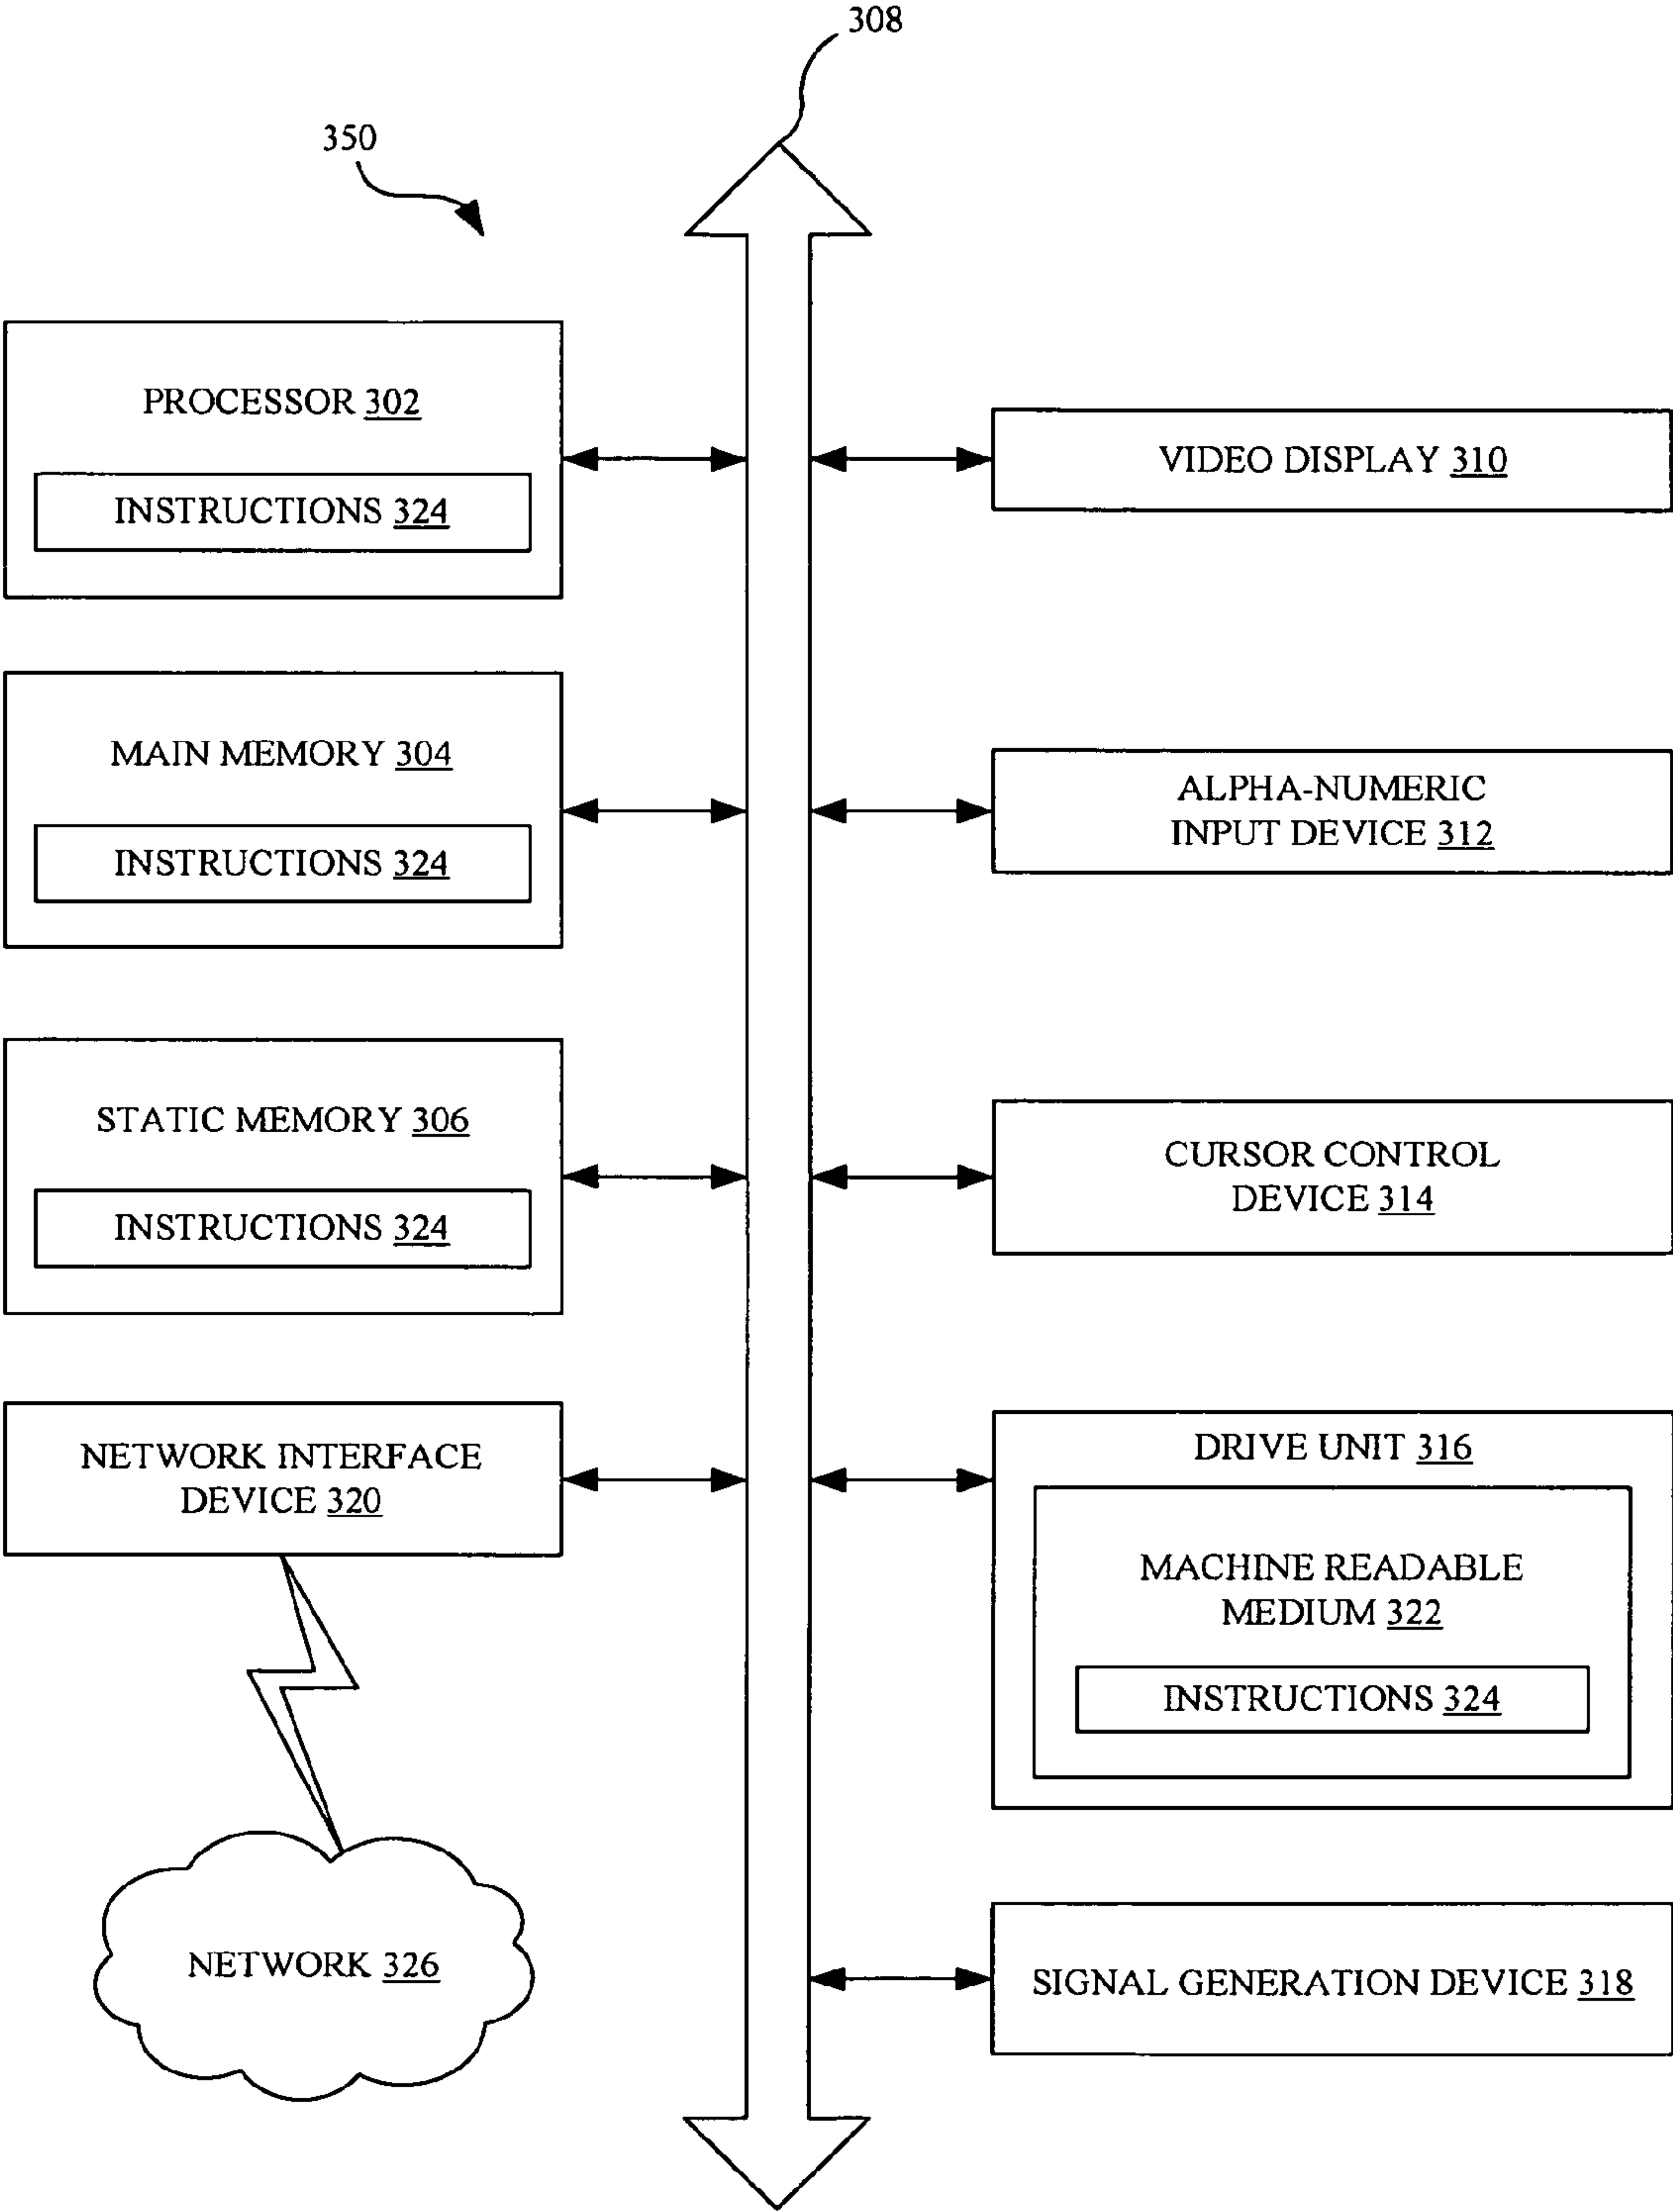 308
350
PROCESSOR 302
INSTRUCTIONS 324
MAIN MEMORY 304
INSTRUCTIONS 324
STATIC MEMORY 306
INSTRUCTIONS 324
NETWORK INTERFACE
DEVICE 320
NETWORK 326
VIDEO DISPLAY 310
ALPHA-NUMERIC
INPUT DEVICE 312
CURSOR CONTROL
DEVICE 314
DRIVE UNIT 316
MACHINE READABLE
MEDIUM 322
INSTRUCTIONS 324
SIGNAL GENERATION DEVICE 318